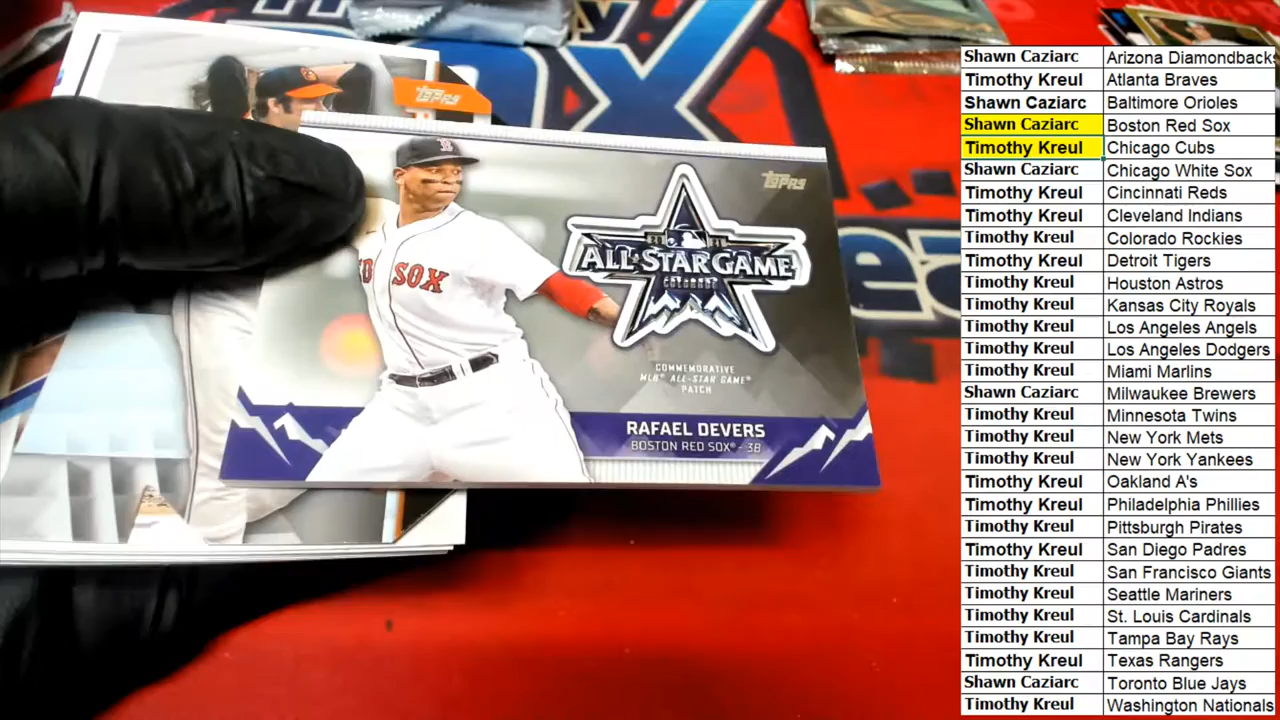 TOPPS
TOPPS
B
SOX
20 21
ALL-STAR GAME
COLORADO
COMMEMORATIVE
MLB® ALL-STAR GAME®
PATCH
RAFAEL DEVERS
BOSTON RED SOX® - 3B
Shawn Caziarc Arizona Diamondbacks
Timothy Kreul Atlanta Braves
Shawn Caziarc Baltimore Orioles
Shawn Caziarc Boston Red Sox
Timothy Kreul Chicago Cubs
Shawn Caziarc Chicago White Sox
Timothy Kreul Cincinnati Reds
Timothy Kreul Cleveland Indians
Timothy Kreul Colorado Rockies
Timothy Kreul Detroit Tigers
Timothy Kreul Houston Astros
Timothy Kreul Kansas City Royals
Timothy Kreul Los Angeles Angels
Timothy Kreul Los Angeles Dodgers
Timothy Kreul Miami Marlins
Shawn Caziarc Milwaukee Brewers
Timothy Kreul Minnesota Twins
Timothy Kreul New York Mets
Timothy Kreul New York Yankees
Timothy Kreul Oakland A's
Timothy Kreul Philadelphia Phillies
Timothy Kreul Pittsburgh Pirates
Timothy Kreul San Diego Padres
Timothy Kreul San Francisco Giants
Timothy Kreul Seattle Mariners
Timothy Kreul St. Louis Cardinals
Timothy Kreul Tampa Bay Rays
Timothy Kreul Texas Rangers
Shawn Caziarc Toronto Blue Jays
Timothy Kreul Washington Nationals